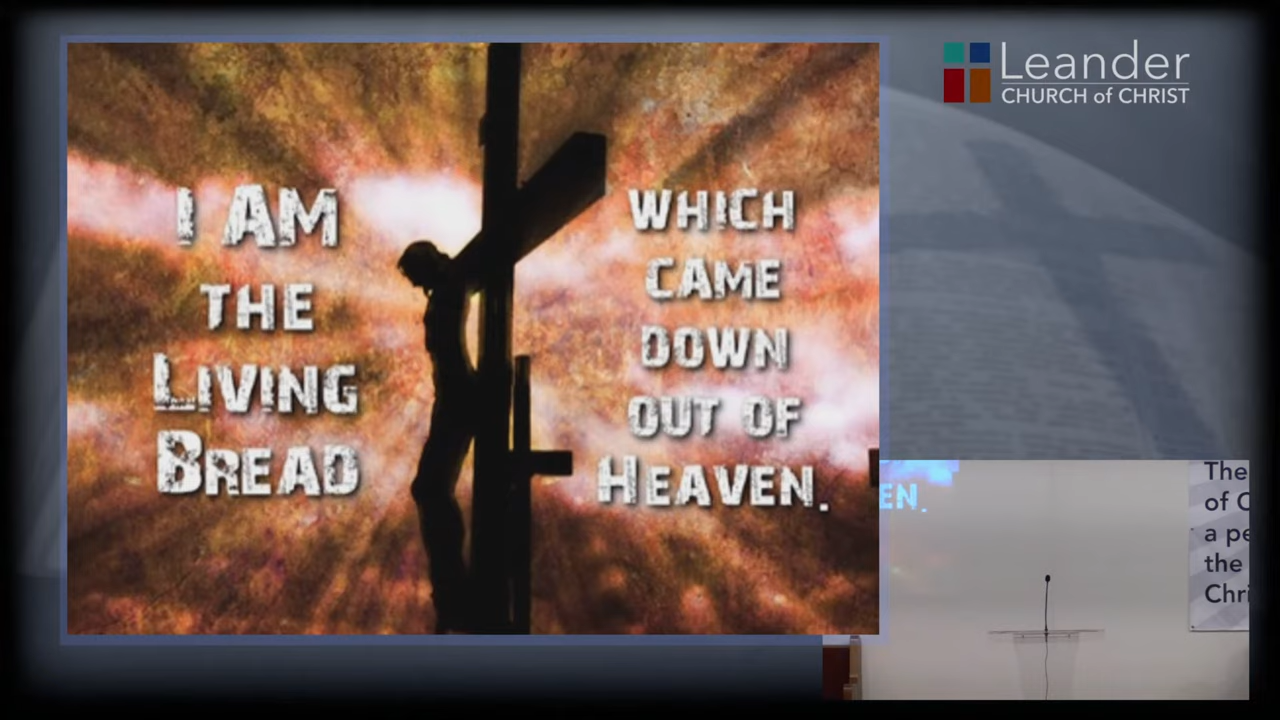 I AM
THE
LIVING
BREAD
WHICH
CAME
DOWN
OUT OF
HEAVEN.
Leander
CHURCH of CHRIST
EN.
The
of C
a pe
the
Chri